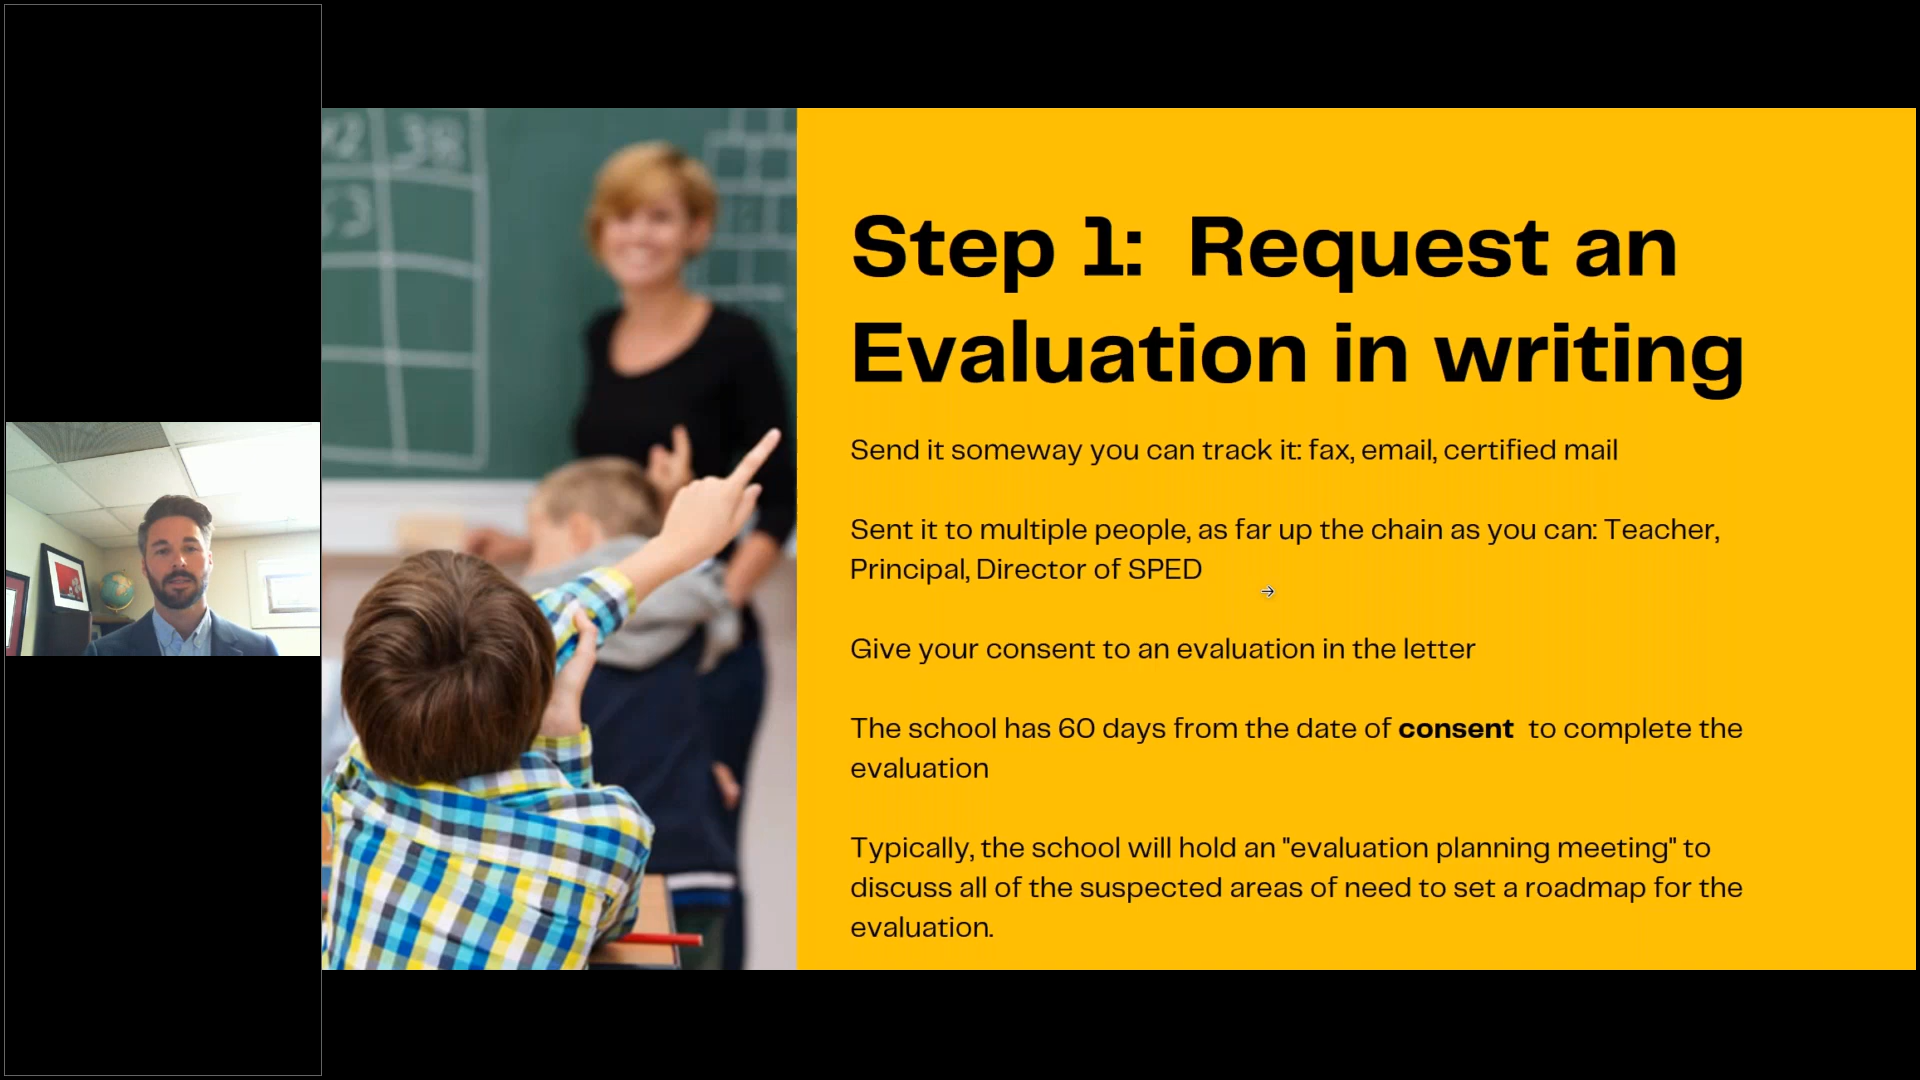 Step 1:  Request an
Evaluation in writing
Send it someway you can track it: fax, email, certified mail
Sent it to multiple people, as far up the chain as you can: Teacher,
Principal, Director of SPED
Give your consent to an evaluation in the letter
The school has 60 days from the date of consent  to complete the
evaluation
Typically, the school will hold an "evaluation planning meeting" to
discuss all of the suspected areas of need to set a roadmap for the
evaluation.